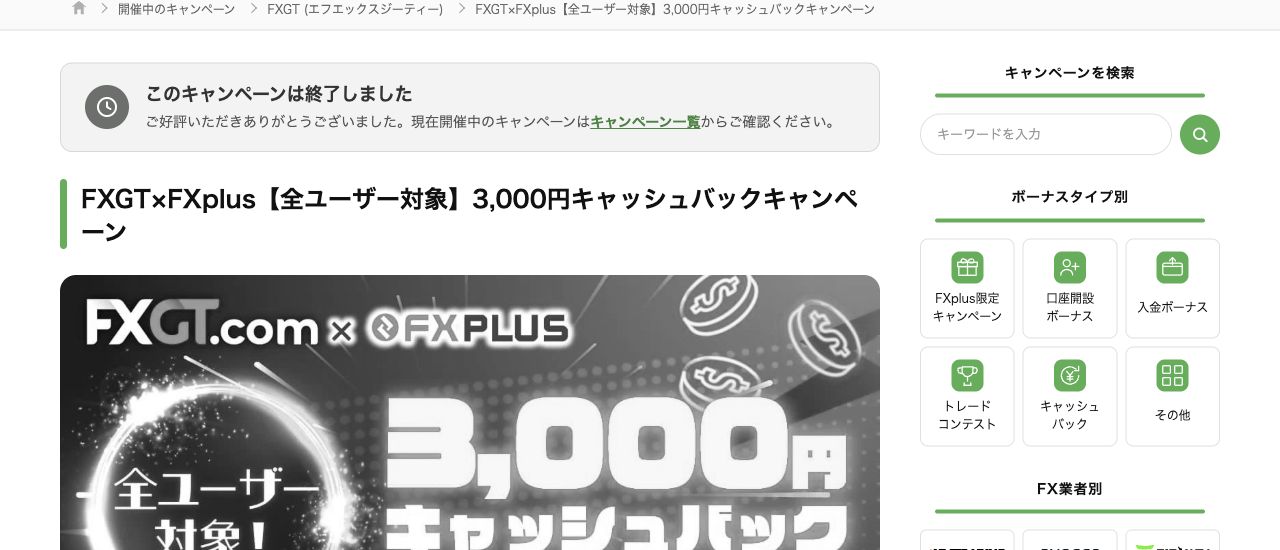 開催中のキャンペーン
FXGT (エフエックスジーティー)
FXGT×FXplus【全ユーザー対象】3,000円キャッシュバックキャンペーン
このキャンペーンは終了しました
ご好評いただきありがとうございました。現在開催中のキャンペーンはキャンペーン一覧からご確認ください。
FXGT×FXplus【全ユーザー対象】3,000円キャッシュバックキャンペ
ーン
FXGT.com × FXPLUS
全ユーザー
対象！
3,000円
キャッシュバック
キャンペーンを検索
キーワードを入力
ボーナスタイプ別
FXplus限定
キャンペーン
口座開設
ボーナス
入金ボーナス
トレード
コンテスト
キャッシュ
バック
その他
FX業者別